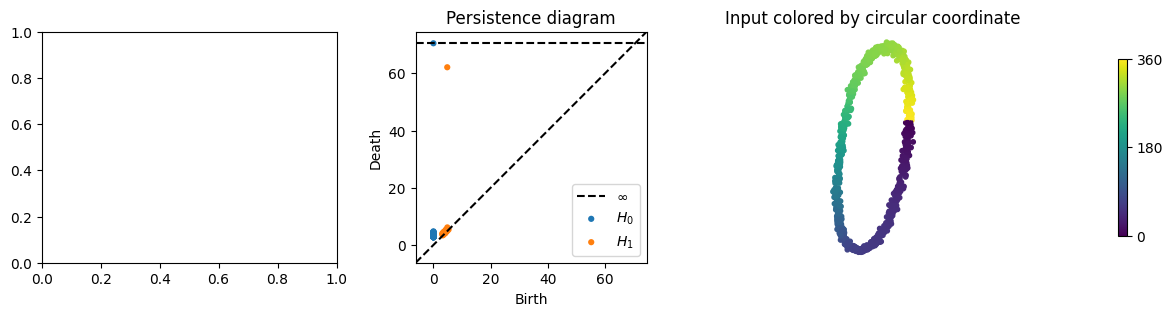 1.0
0.8
0.6
0.4
0.2
0.0
0.0 0.2 0.4 0.6 0.8 1.0
Persistence diagram
Death
60
40
20
0
0 20 40 60
Birth
∞
H₀
H₁
Input colored by circular coordinate
360
180
0